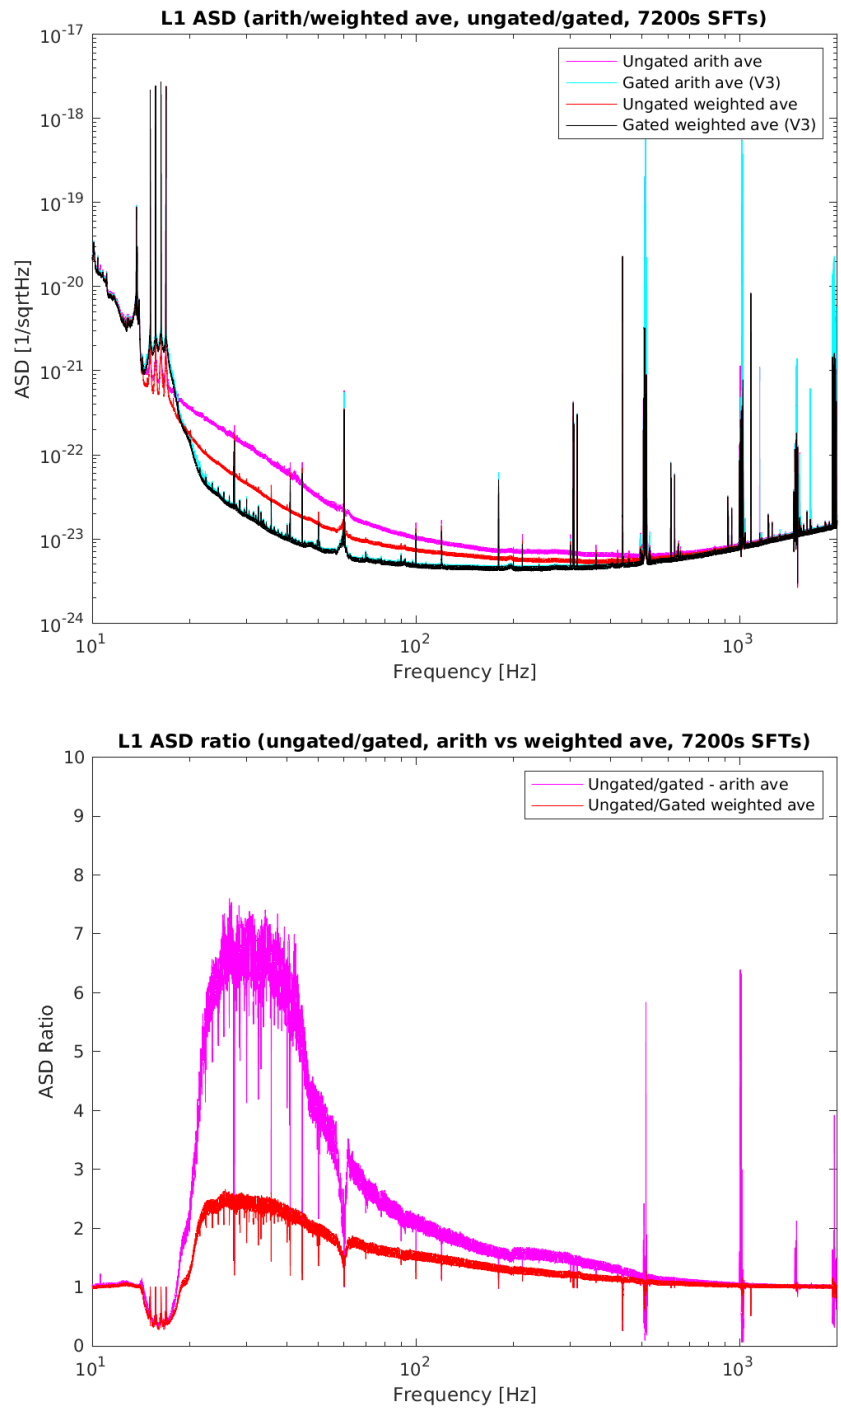 L1 ASD (arith/weighted ave, ungated/gated, 7200s SFTs)
10^-17
10^-18
10^-19
10^-20
10^-21
10^-22
10^-23
10^-24
ASD [1/sqrtHz]
Ungated arith ave
Gated arith ave (V3)
Ungated weighted ave
Gated weighted ave (V3)
10^1 10^2 10^3
Frequency [Hz]
L1 ASD ratio (ungated/gated, arith vs weighted ave, 7200s SFTs)
10
9
8
7
6
5
4
3
2
1
0
ASD Ratio
Ungated/gated - arith ave
Ungated/Gated weighted ave
10^1 10^2 10^3
Frequency [Hz]